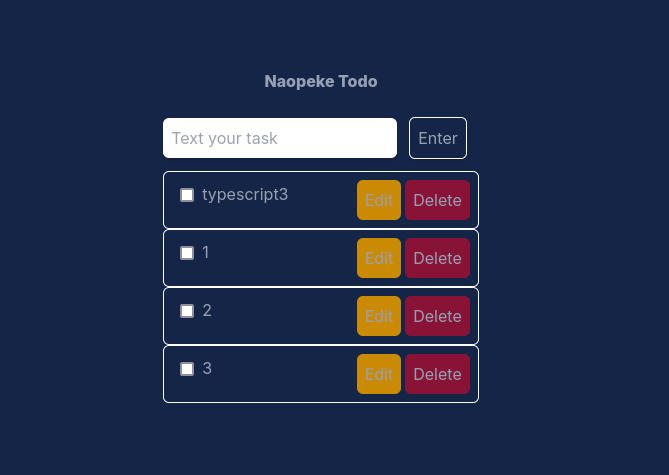 Naopeke Todo
Text your task Enter
typescript3 Edit Delete
1 Edit Delete
2 Edit Delete
3 Edit Delete